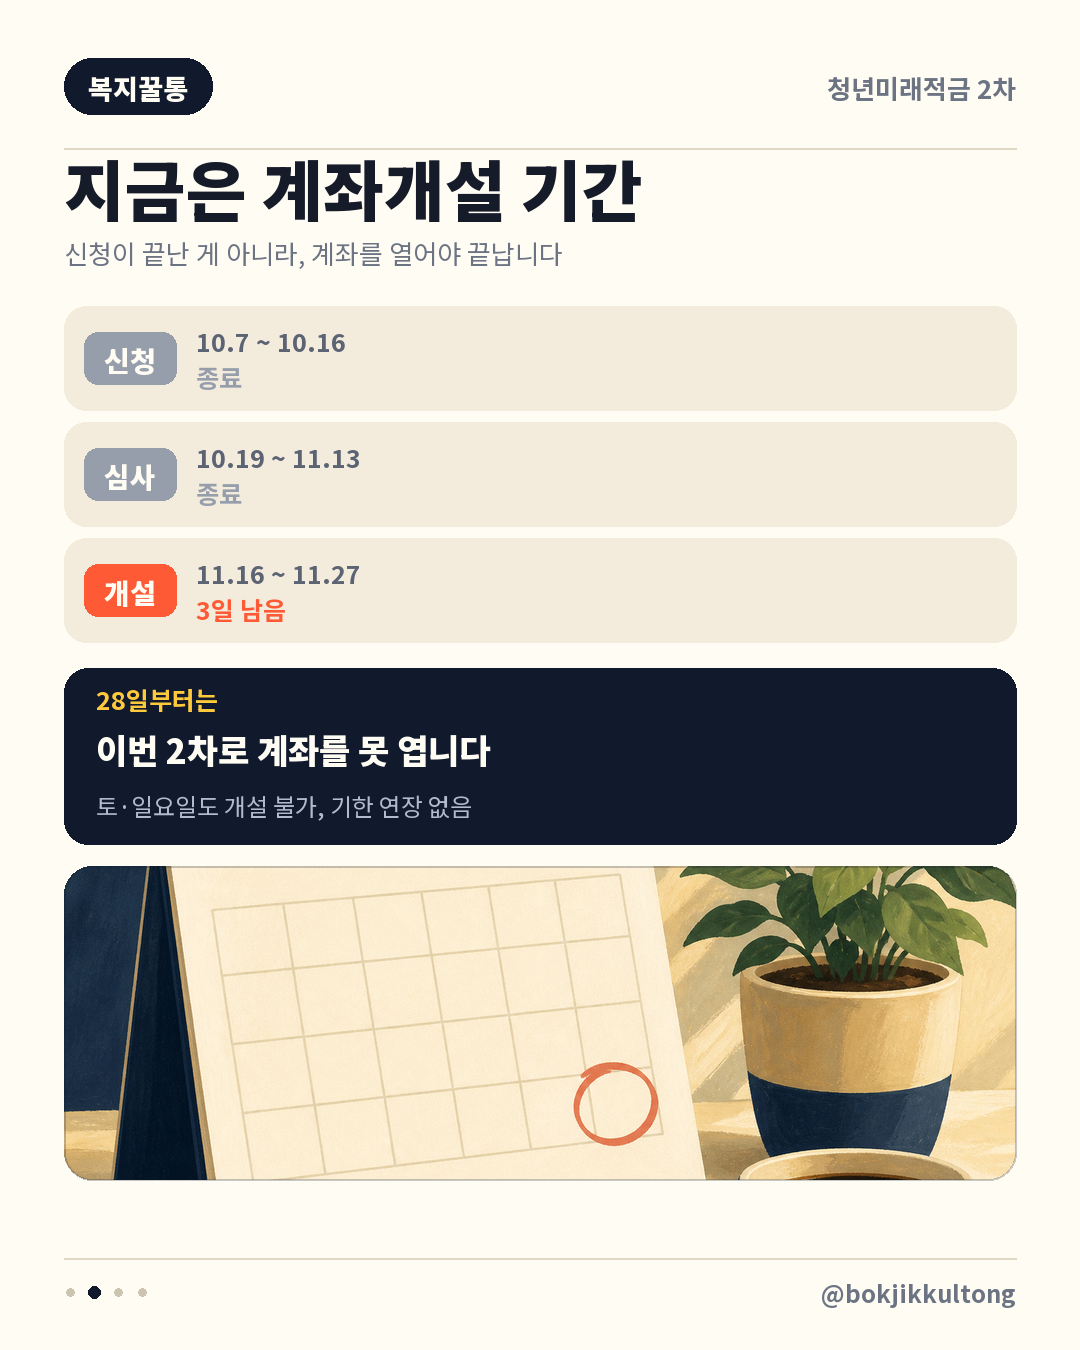 복지꿀통
청년미래적금 2차
지금은 계좌개설 기간
신청이 끝난 게 아니라, 계좌를 열어야 끝납니다
신청
10.7 ~ 10.16
종료
심사
10.19 ~ 11.13
종료
개설
11.16 ~ 11.27
3일 남음
28일부터는
이번 2차로 계좌를 못 엽니다
토·일요일도 개설 불가, 기한 연장 없음
@bokjikkultong